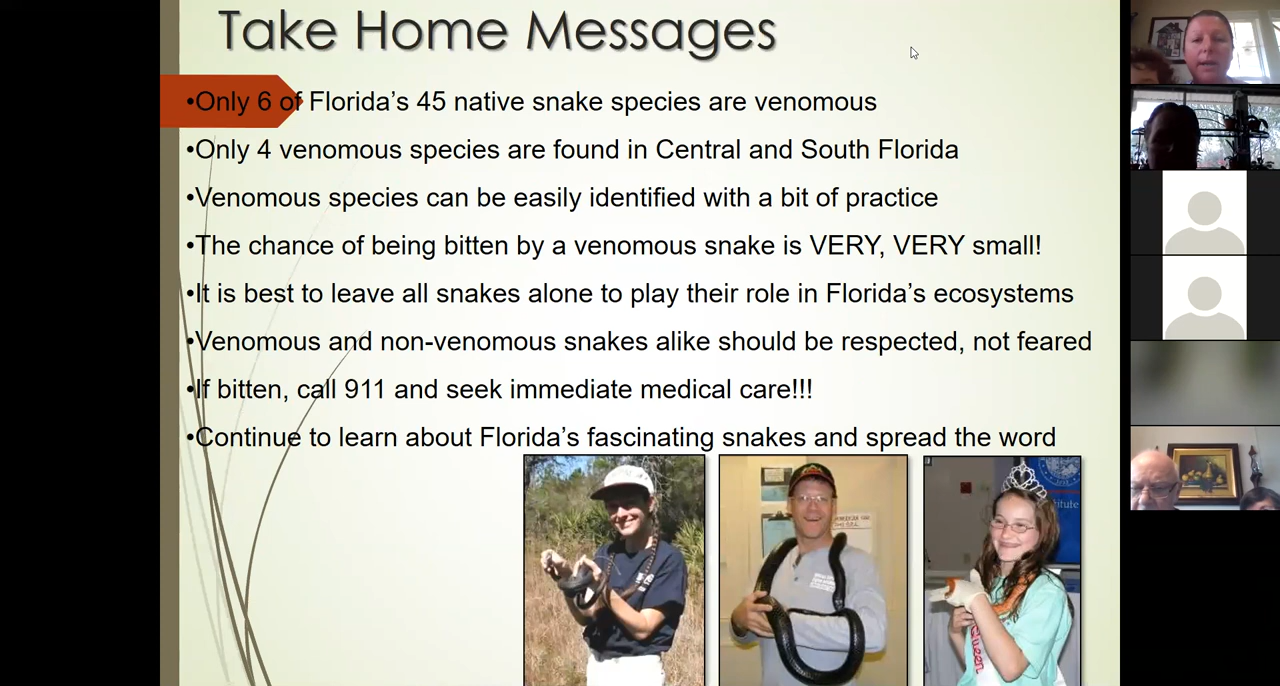 Take Home Messages
•Only 6 of Florida's 45 native snake species are venomous
•Only 4 venomous species are found in Central and South Florida
•Venomous species can be easily identified with a bit of practice
•The chance of being bitten by a venomous snake is VERY, VERY small!
•It is best to leave all snakes alone to play their role in Florida's ecosystems
•Venomous and non-venomous snakes alike should be respected, not feared
•If bitten, call 911 and seek immediate medical care!!!
•Continue to learn about Florida's fascinating snakes and spread the word